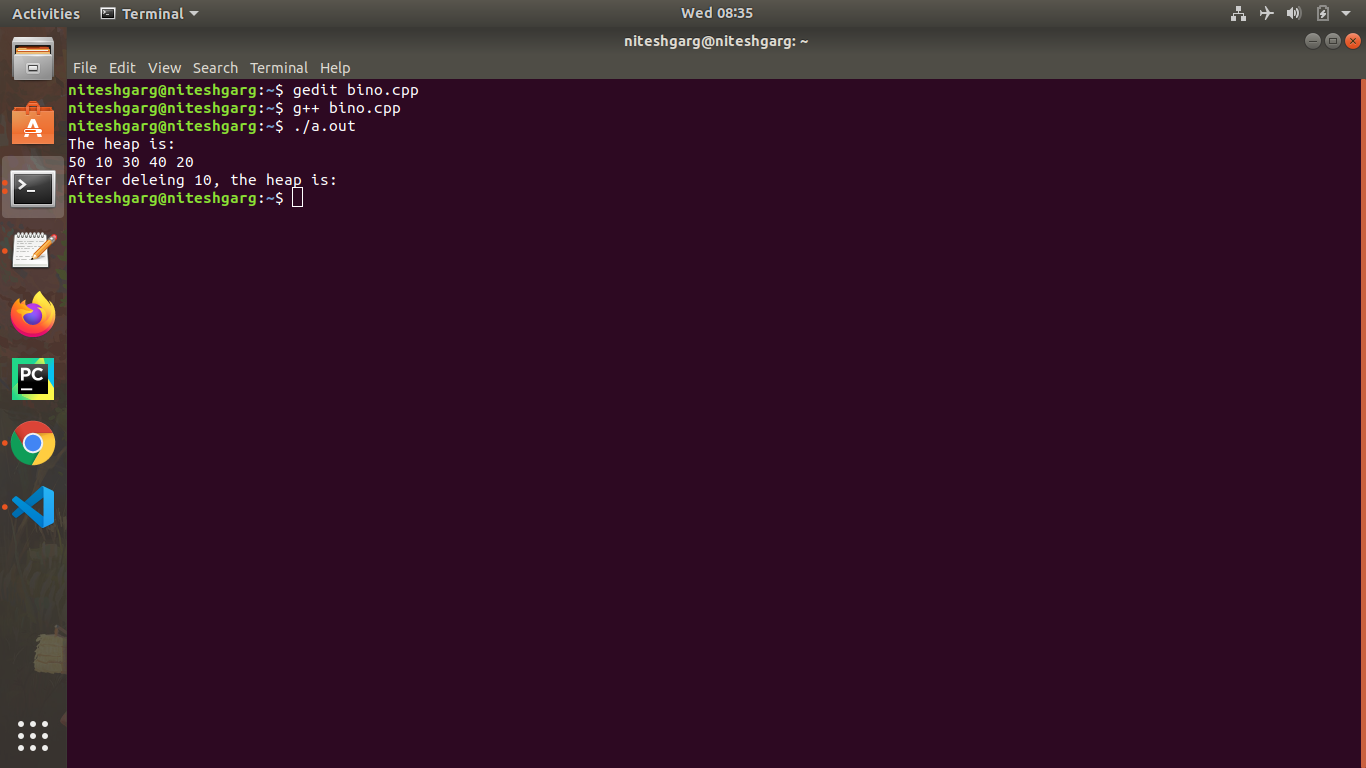 Activities Terminal Wed 08:35
niteshgarg@niteshgarg: ~
File Edit View Search Terminal Help
niteshgarg@niteshgarg:~$ gedit bino.cpp
niteshgarg@niteshgarg:~$ g++ bino.cpp
niteshgarg@niteshgarg:~$ ./a.out
The heap is:
50 10 30 40 20
After deleing 10, the heap is:
niteshgarg@niteshgarg:~$
A
>_
PC